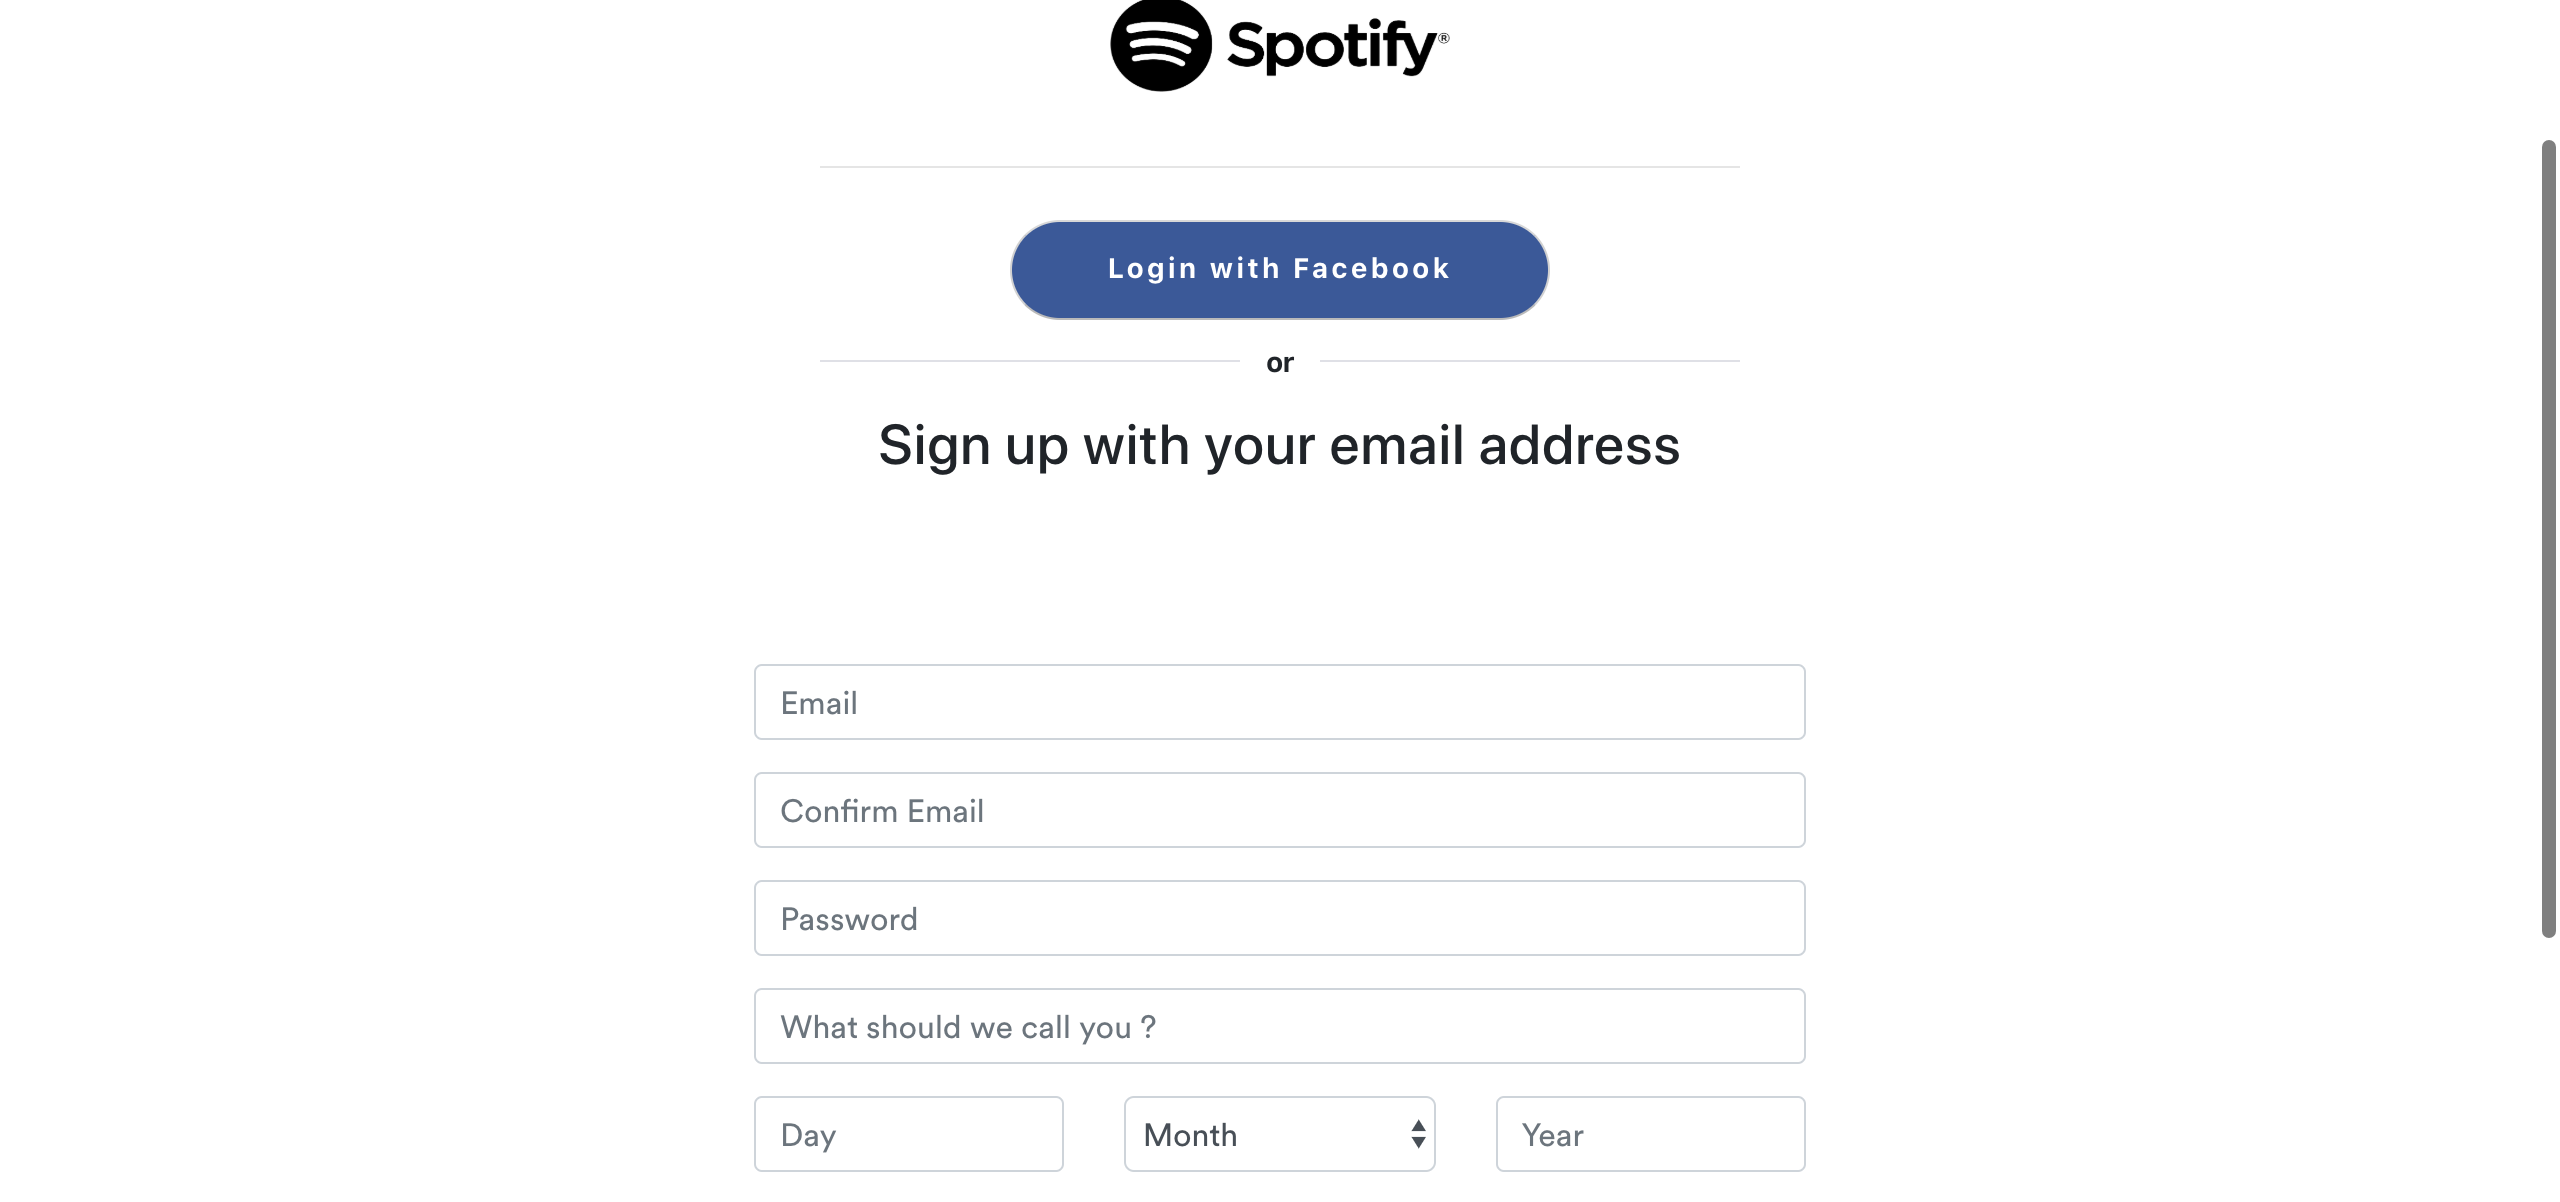 Spotify®
Login with Facebook
or
Sign up with your email address
Email
Confirm Email
Password
What should we call you ?
Day Month Year